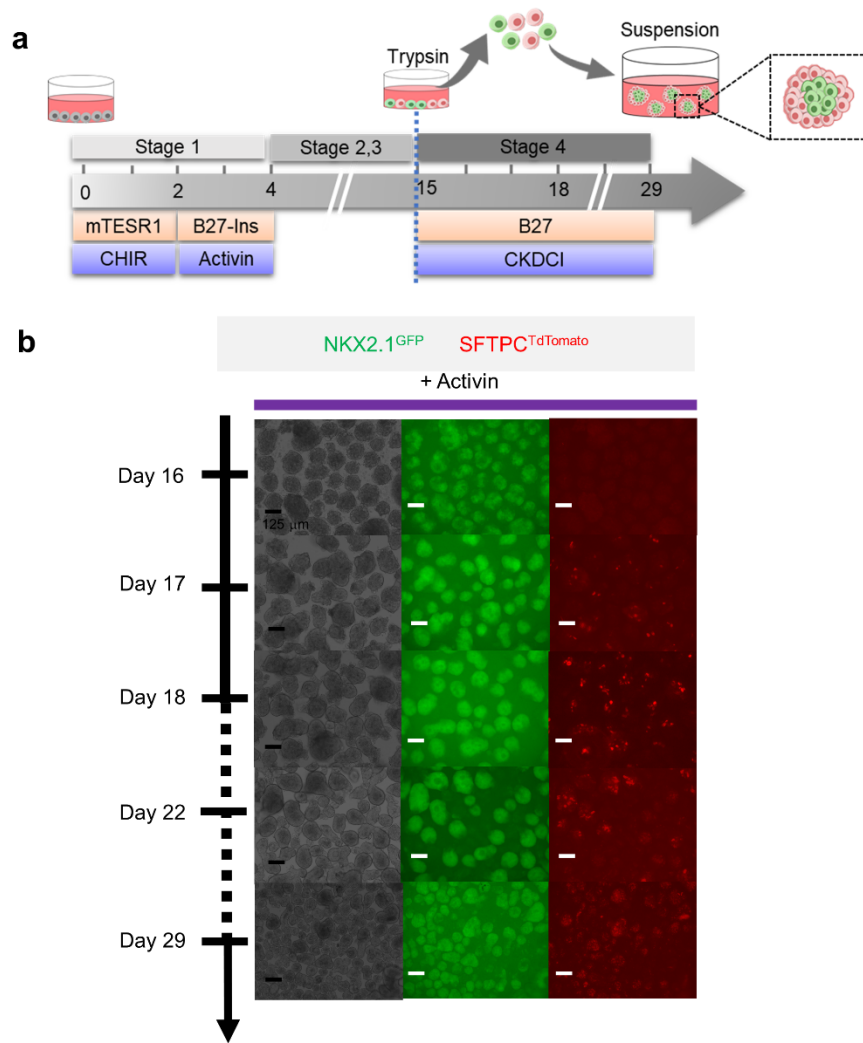 a
Trypsin
Suspension
Stage 1
Stage 2,3
Stage 4
0
2
4
15
18
29
mTESR1
B27-Ins
B27
CHIR
Activin
CKDCI
b
NKX2.1GFP SFTPCTdTomato
+ Activin
Day 16
125 μm
Day 17
Day 18
Day 22
Day 29